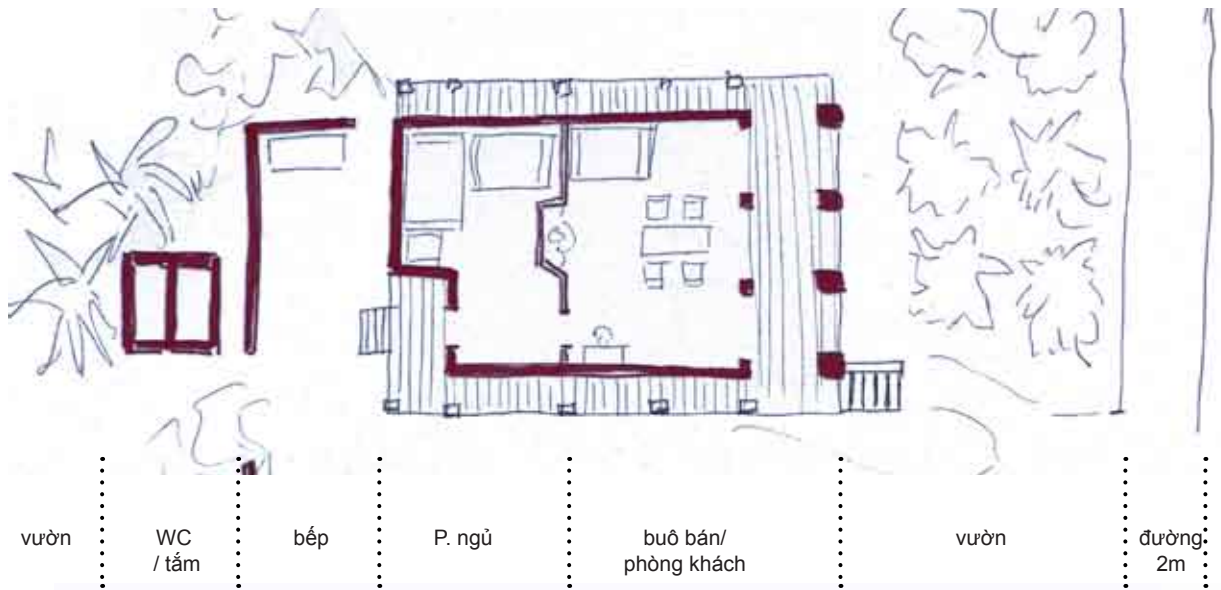 vườn
WC
/ tắm
bếp
P. ngủ
buô bán/
phòng khách
vườn
đường
2m